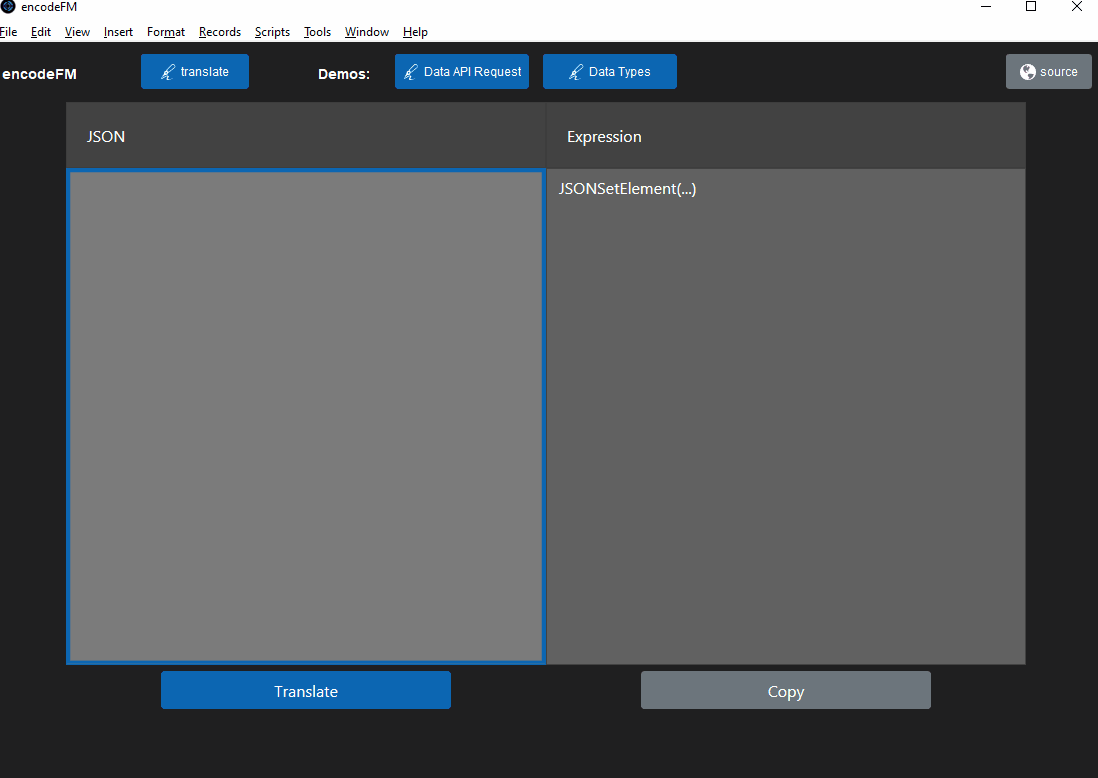 encodeFM
File Edit View Insert Format Records Scripts Tools Window Help
encodeFM translate Demos: Data API Request Data Types source
JSON Expression
JSONSetElement(...)
Translate Copy